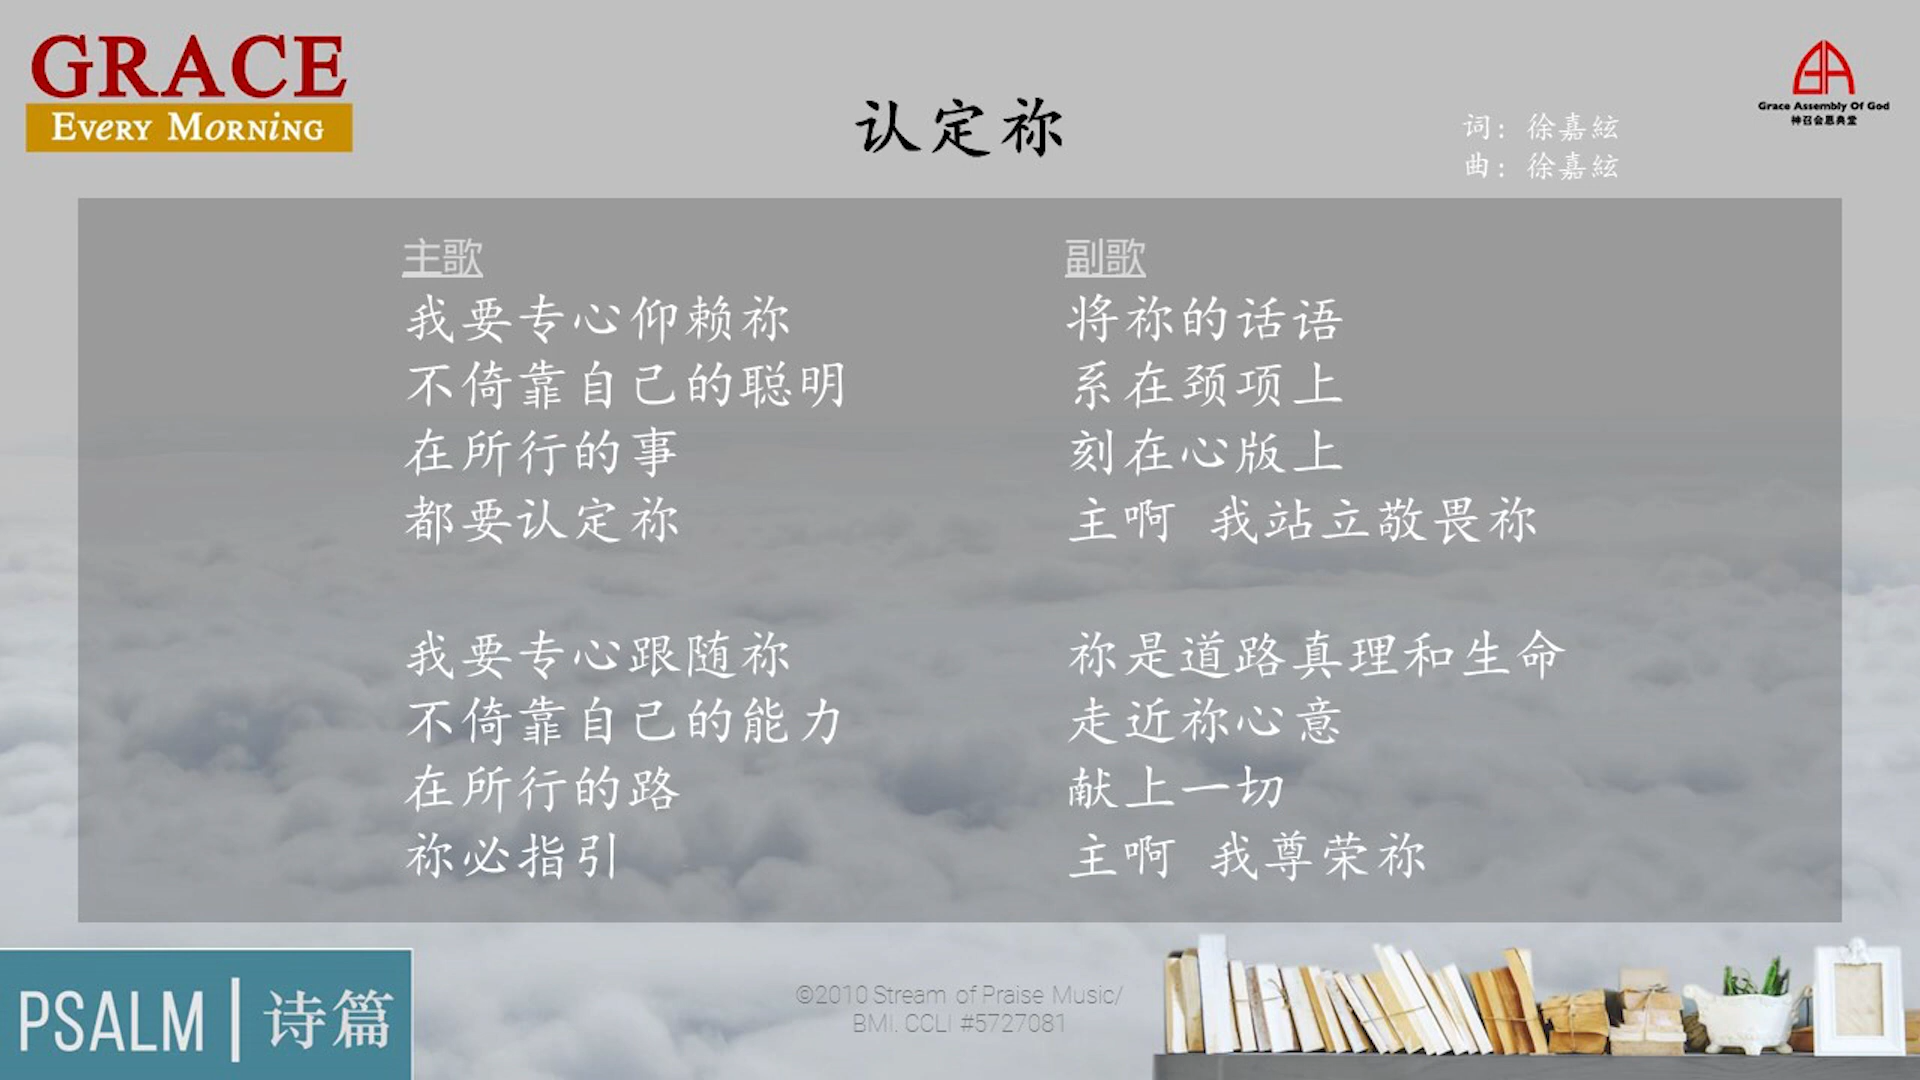 GRACE
Every Morning
认定祢
词：徐嘉絃
曲：徐嘉絃
Grace Assembly Of God
神召会恩典堂
主歌
我要专心仰赖祢
不倚靠自己的聪明
在所行的事
都要认定祢
我要专心跟随祢
不倚靠自己的能力
在所行的路
祢必指引
副歌
将祢的话语
系在颈项上
刻在心版上
主啊 我站立敬畏祢
祢是道路真理和生命
走近祢心意
献上一切
主啊 我尊荣祢
PSALM | 诗篇
©2010 Stream of Praise Music/
BMI. CCLI #5727081